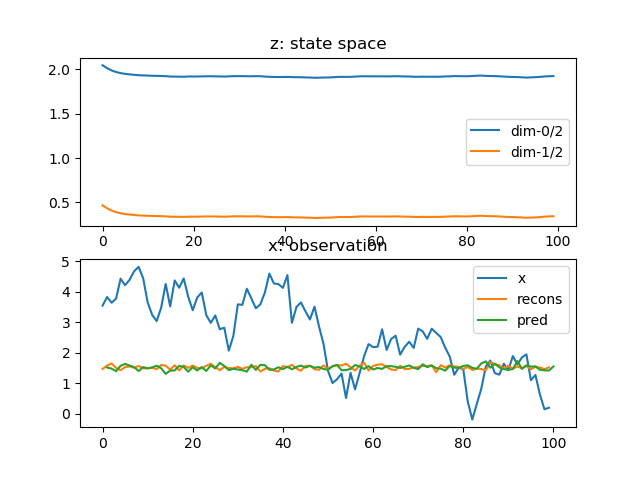 z: state space
2.0
1.5
1.0
0.5
dim-0/2
dim-1/2
0 20 40 60 80 100
x: observation
5
4
3
2
1
0
x
recons
pred
0 20 40 60 80 100